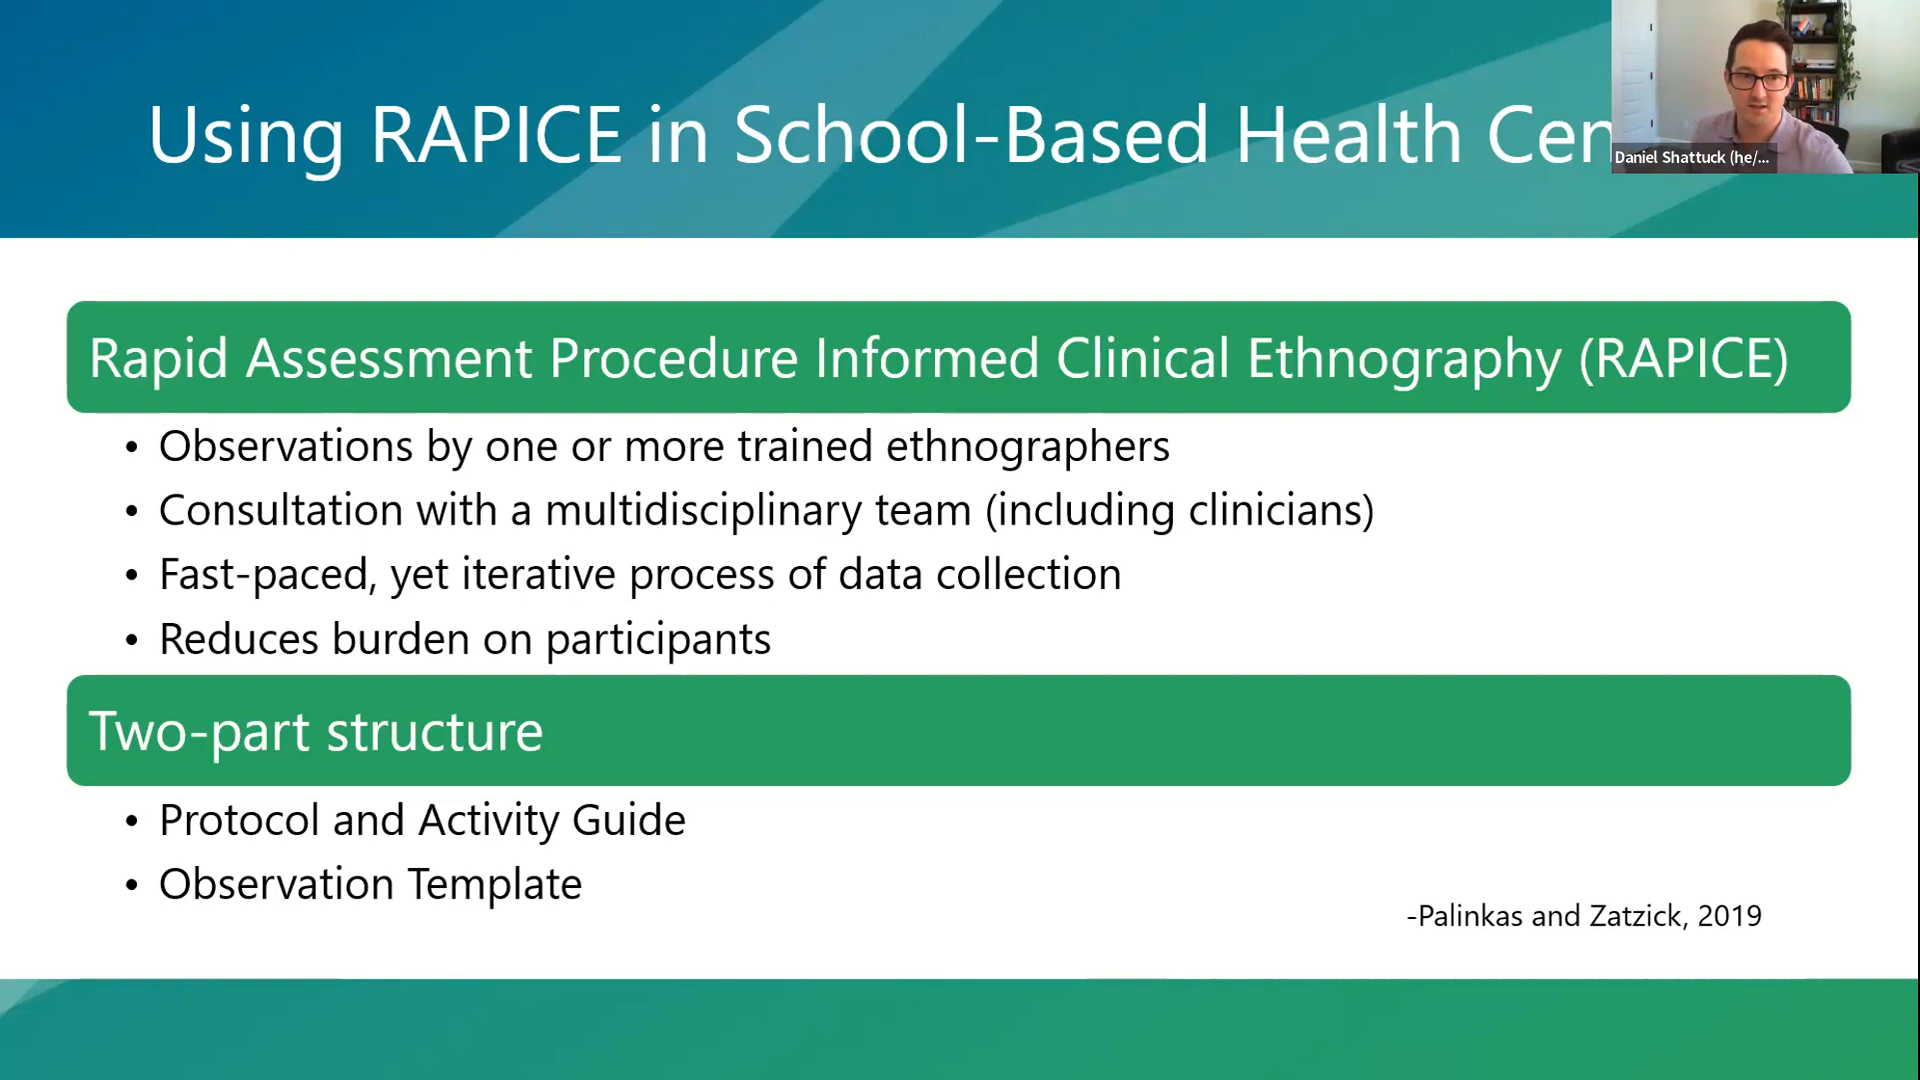 Using RAPICE in School-Based Health Cen
Daniel Shattuck (he/...
Rapid Assessment Procedure Informed Clinical Ethnography (RAPICE)
• Observations by one or more trained ethnographers
• Consultation with a multidisciplinary team (including clinicians)
• Fast-paced, yet iterative process of data collection
• Reduces burden on participants
Two-part structure
• Protocol and Activity Guide
• Observation Template
-Palinkas and Zatzick, 2019